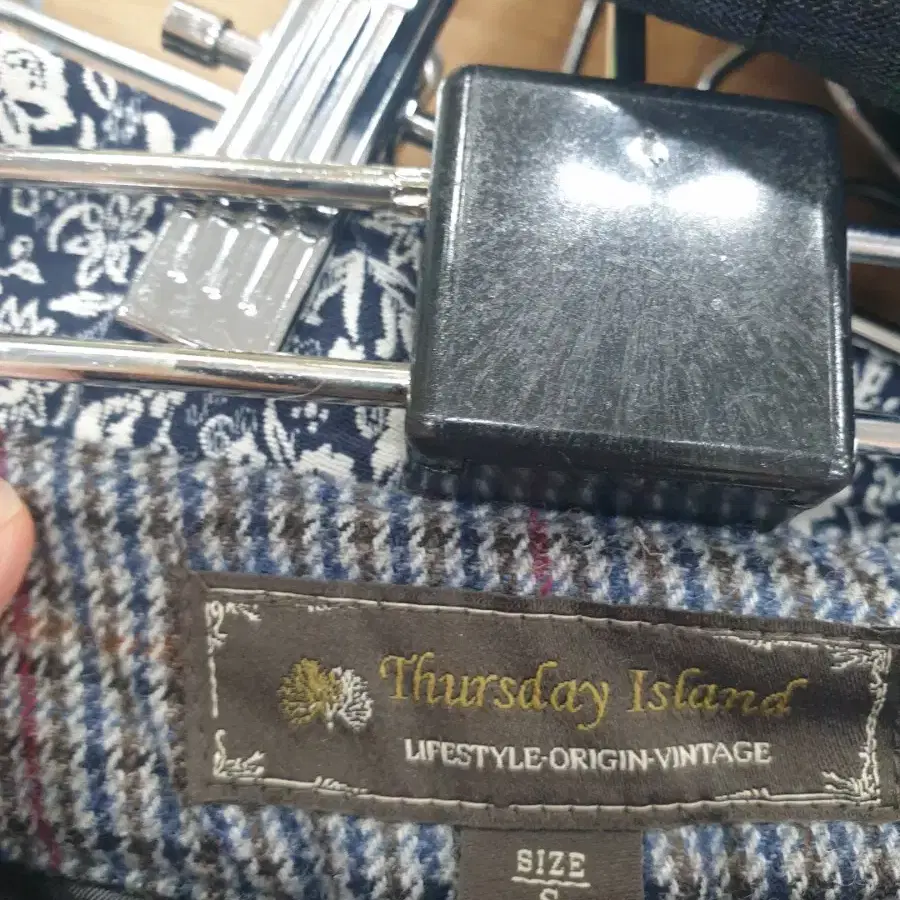 Thursday Island
LIFESTYLE-ORIGIN-VINTAGE
SIZE
S